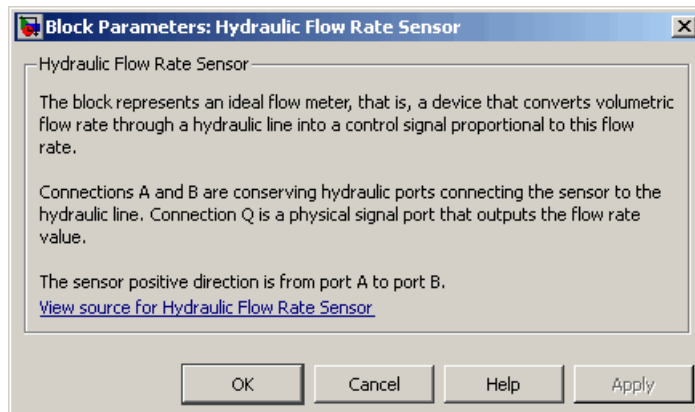 Block Parameters: Hydraulic Flow Rate Sensor
Hydraulic Flow Rate Sensor
The block represents an ideal flow meter, that is, a device that converts volumetric
flow rate through a hydraulic line into a control signal proportional to this flow
rate.
Connections A and B are conserving hydraulic ports connecting the sensor to the
hydraulic line. Connection Q is a physical signal port that outputs the flow rate
value.
The sensor positive direction is from port A to port B.
View source for Hydraulic Flow Rate Sensor
OK Cancel Help Apply